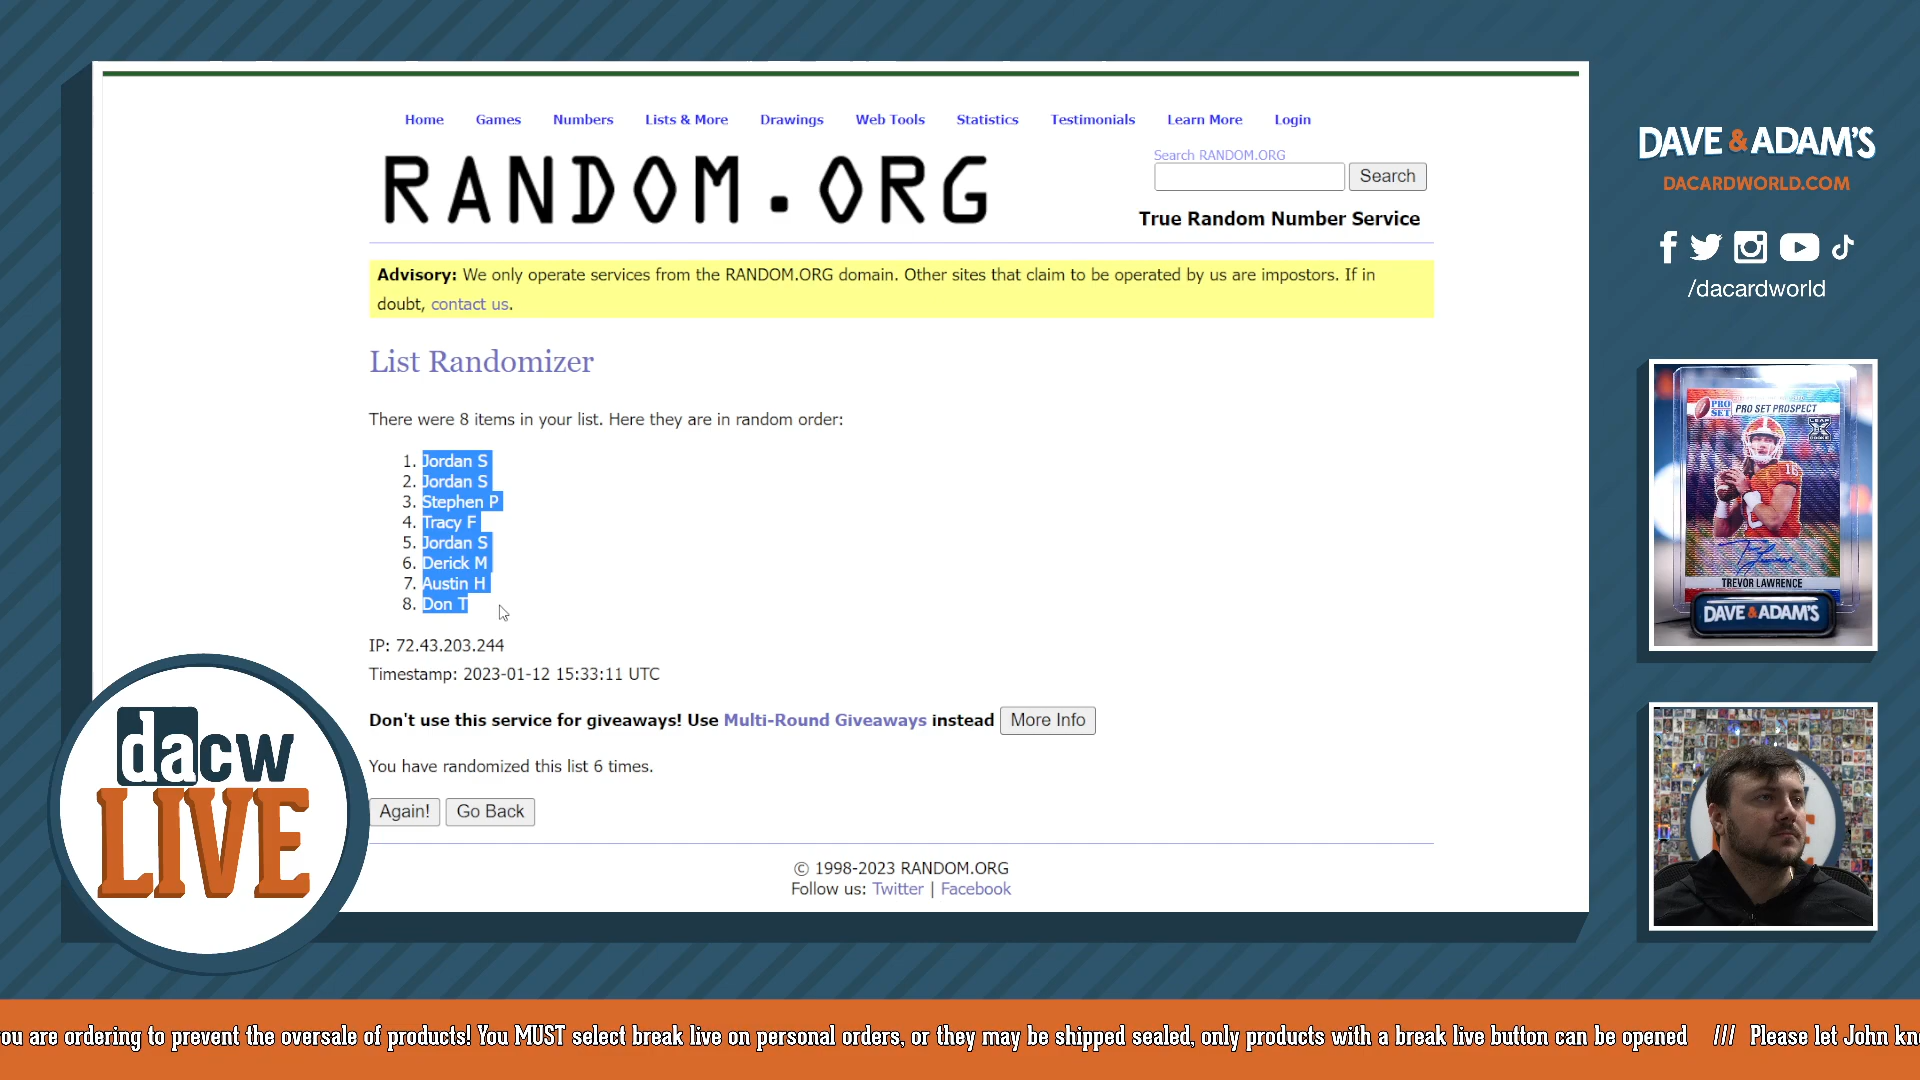 Home Games Numbers Lists & More Drawings Web Tools Statistics Testimonials Learn More Login
RANDOM.ORG
Search RANDOM.ORG
Search
True Random Number Service
Advisory: We only operate services from the RANDOM.ORG domain. Other sites that claim to be operated by us are impostors. If in
doubt, contact us.
List Randomizer
There were 8 items in your list. Here they are in random order:
1. Jordan S
2. Jordan S
3. Stephen P
4. Tracy F
5. Jordan S
6. Derick M
7. Austin H
8. Don T
IP: 72.43.203.244
Timestamp: 2023-01-12 15:33:11 UTC
Don't use this service for giveaways! Use Multi-Round Giveaways instead More Info
You have randomized this list 6 times.
Again! Go Back
© 1998-2023 RANDOM.ORG
Follow us: Twitter | Facebook
dacw
LIVE
DAVE & ADAM'S
DACARDWORLD.COM
/dacardworld
PRO SET
PRO SET PROSPECT
TREVOR LAWRENCE
DAVE & ADAM'S
ou are ordering to prevent the oversale of products! You MUST select break live on personal orders, or they may be shipped sealed, only products with a break live button can be opened /// Please let John kn